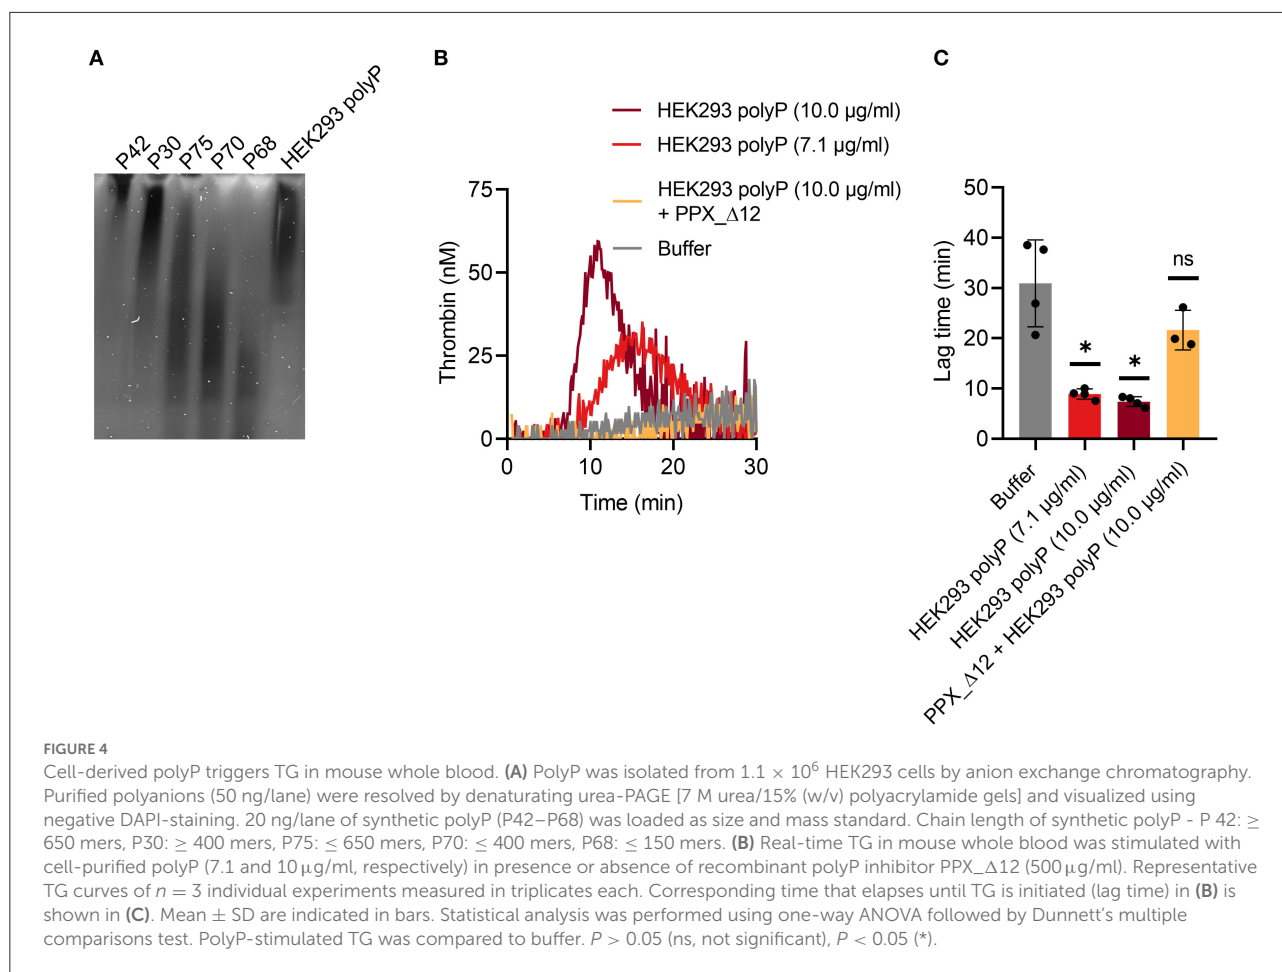 A
B
C
P42
P30
P75
P70
P68
HEK293 polyP
HEK293 polyP (10.0 µg/ml)
HEK293 polyP (7.1 µg/ml)
HEK293 polyP (10.0 µg/ml)
+ PPX_Δ12
Buffer
Thrombin (nM)
75
50
25
0
0
10
20
30
Time (min)
Lag time (min)
50
40
30
20
10
0
*
*
ns
Buffer
HEK293 polyP (7.1 µg/ml)
HEK293 polyP (10.0 µg/ml)
PPX_Δ12 + HEK293 polyP (10.0 µg/ml)
FIGURE 4
Cell-derived polyP triggers TG in mouse whole blood. (A) PolyP was isolated from 1.1 × 10⁶ HEK293 cells by anion exchange chromatography.
Purified polyanions (50 ng/lane) were resolved by denaturating urea-PAGE [7 M urea/15% (w/v) polyacrylamide gels] and visualized using
negative DAPI-staining. 20 ng/lane of synthetic polyP (P42–P68) was loaded as size and mass standard. Chain length of synthetic polyP - P 42: ≥
650 mers, P30: ≥ 400 mers, P75: ≤ 650 mers, P70: ≤ 400 mers, P68: ≤ 150 mers. (B) Real-time TG in mouse whole blood was stimulated with
cell-purified polyP (7.1 and 10 µg/ml, respectively) in presence or absence of recombinant polyP inhibitor PPX_Δ12 (500 µg/ml). Representative
TG curves of n = 3 individual experiments measured in triplicates each. Corresponding time that elapses until TG is initiated (lag time) in (B) is
shown in (C). Mean ± SD are indicated in bars. Statistical analysis was performed using one-way ANOVA followed by Dunnett's multiple
comparisons test. PolyP-stimulated TG was compared to buffer. P > 0.05 (ns, not significant), P < 0.05 (*).